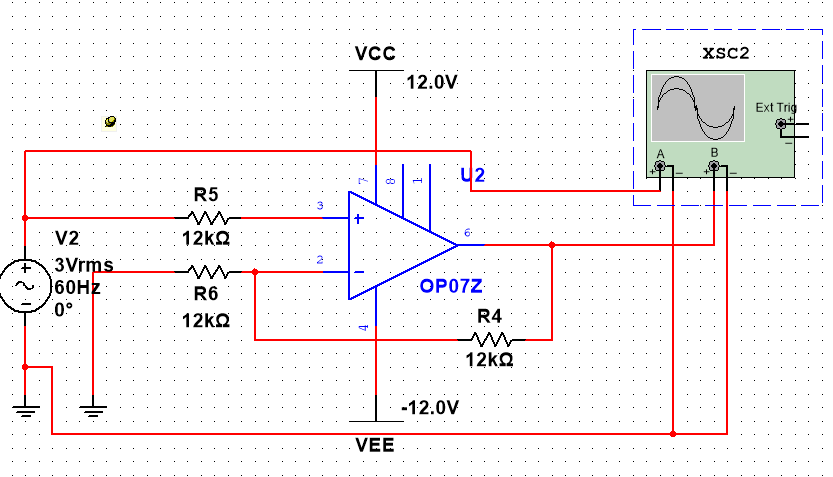 VCC
XSC2
12.0V
Ext Trig
+
−
A
B
+
−
+
−
7
8
1
U2
R5
3
+
12kΩ
6
V2
+
3Vrms
60Hz
0°
−
2
−
R6
12kΩ
OP07Z
4
R4
12kΩ
-12.0V
VEE